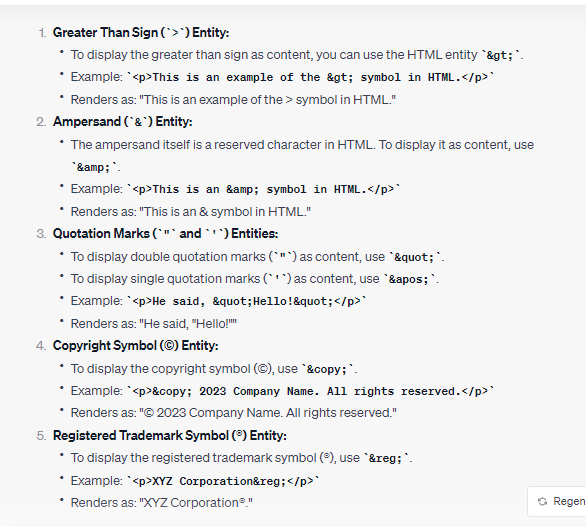 1. Greater Than Sign (`>`) Entity:
• To display the greater than sign as content, you can use the HTML entity `&gt;`.
• Example: `<p>This is an example of the &gt; symbol in HTML.</p>`
• Renders as: "This is an example of the > symbol in HTML."
2. Ampersand (`&`) Entity:
• The ampersand itself is a reserved character in HTML. To display it as content, use
`&amp;`.
• Example: `<p>This is an &amp; symbol in HTML.</p>`
• Renders as: "This is an & symbol in HTML."
3. Quotation Marks (`"` and `'`) Entities:
• To display double quotation marks (`"`) as content, use `&quot;`.
• To display single quotation marks (`'`) as content, use `&apos;`.
• Example: `<p>He said, &quot;Hello!&quot;</p>`
• Renders as: "He said, "Hello!""
4. Copyright Symbol (©) Entity:
• To display the copyright symbol (©), use `&copy;`.
• Example: `<p>&copy; 2023 Company Name. All rights reserved.</p>`
• Renders as: "© 2023 Company Name. All rights reserved."
5. Registered Trademark Symbol (®) Entity:
• To display the registered trademark symbol (®), use `&reg;`.
• Example: `<p>XYZ Corporation&reg;</p>`
• Renders as: "XYZ Corporation®."
Regen